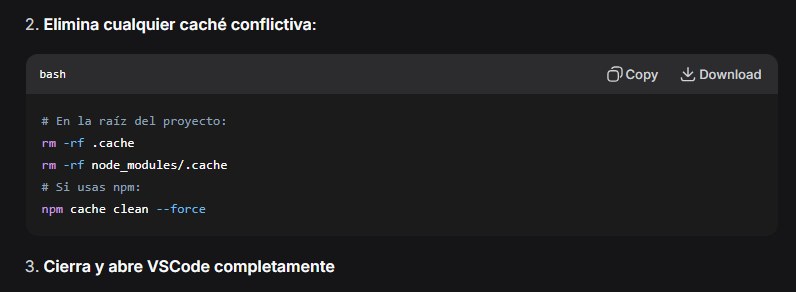 2. Elimina cualquier caché conflictiva:
bash
Copy
Download
# En la raíz del proyecto:
rm -rf .cache
rm -rf node_modules/.cache
# Si usas npm:
npm cache clean --force
3. Cierra y abre VSCode completamente